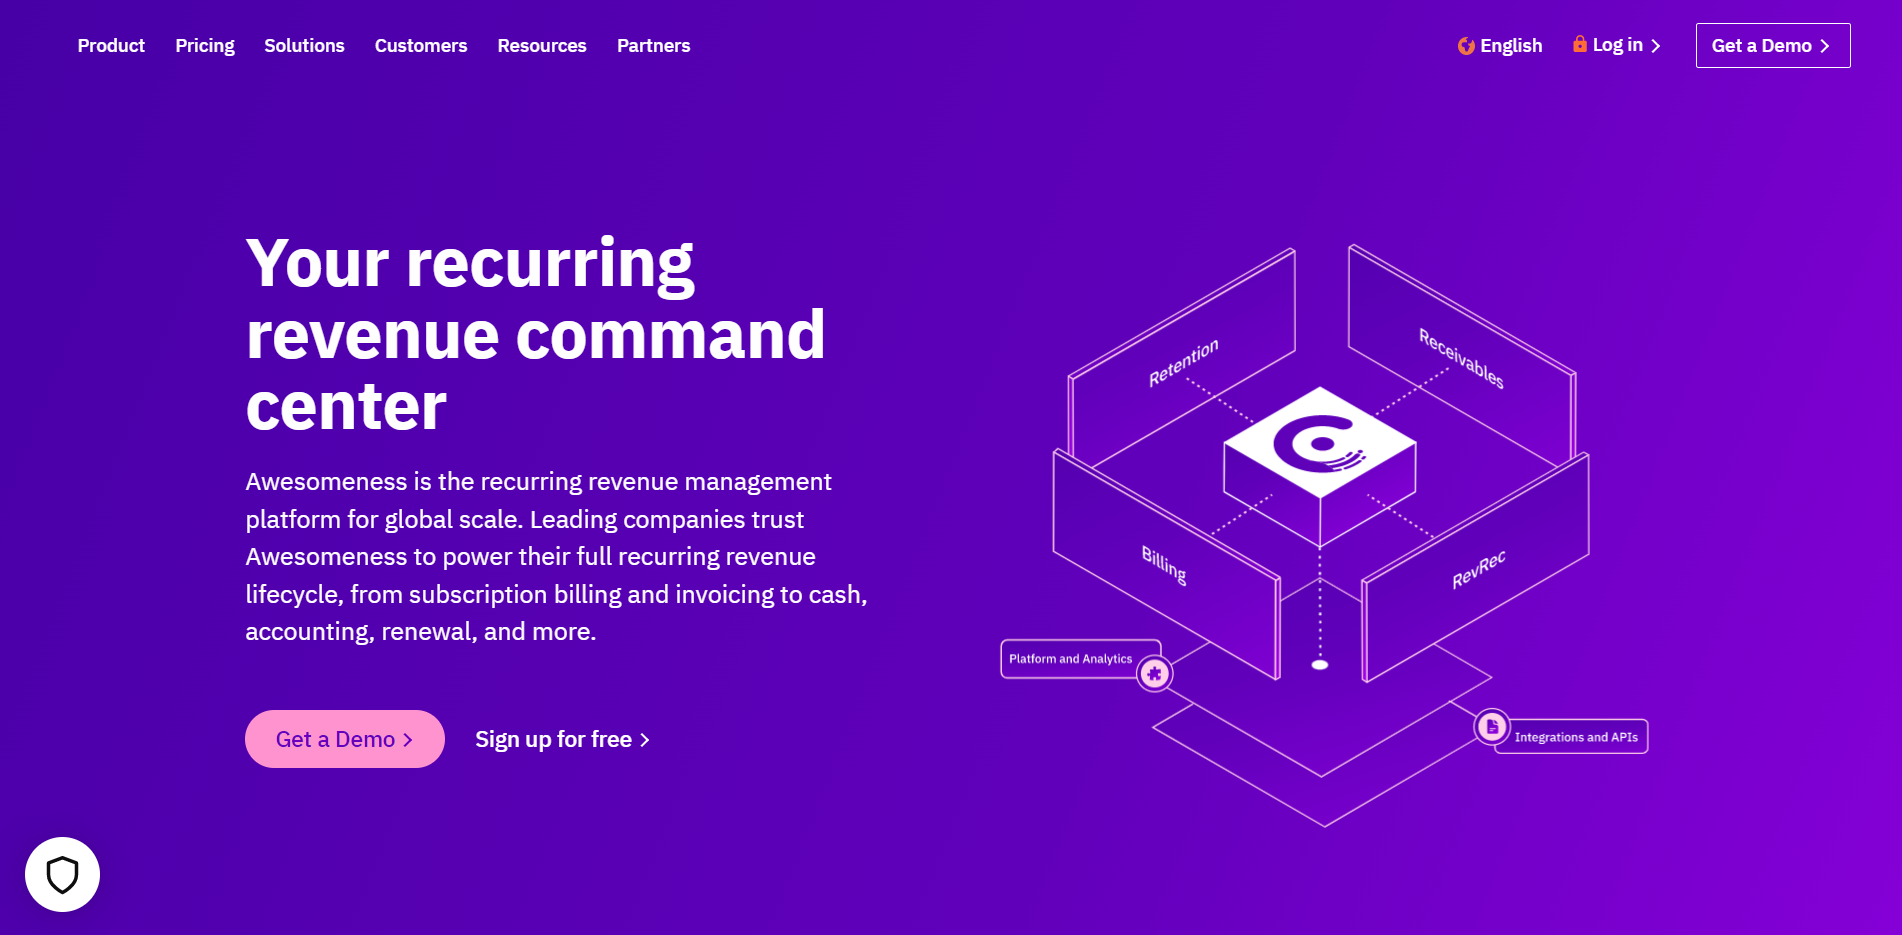 Product Pricing Solutions Customers Resources Partners English Log in Get a Demo
Your recurring
revenue command
center
Awesomeness is the recurring revenue management
platform for global scale. Leading companies trust
Awesomeness to power their full recurring revenue
lifecycle, from subscription billing and invoicing to cash,
accounting, renewal, and more.
Get a Demo
Sign up for free
Retention
Receivables
Billing
RevRec
Platform and Analytics
Integrations and APIs